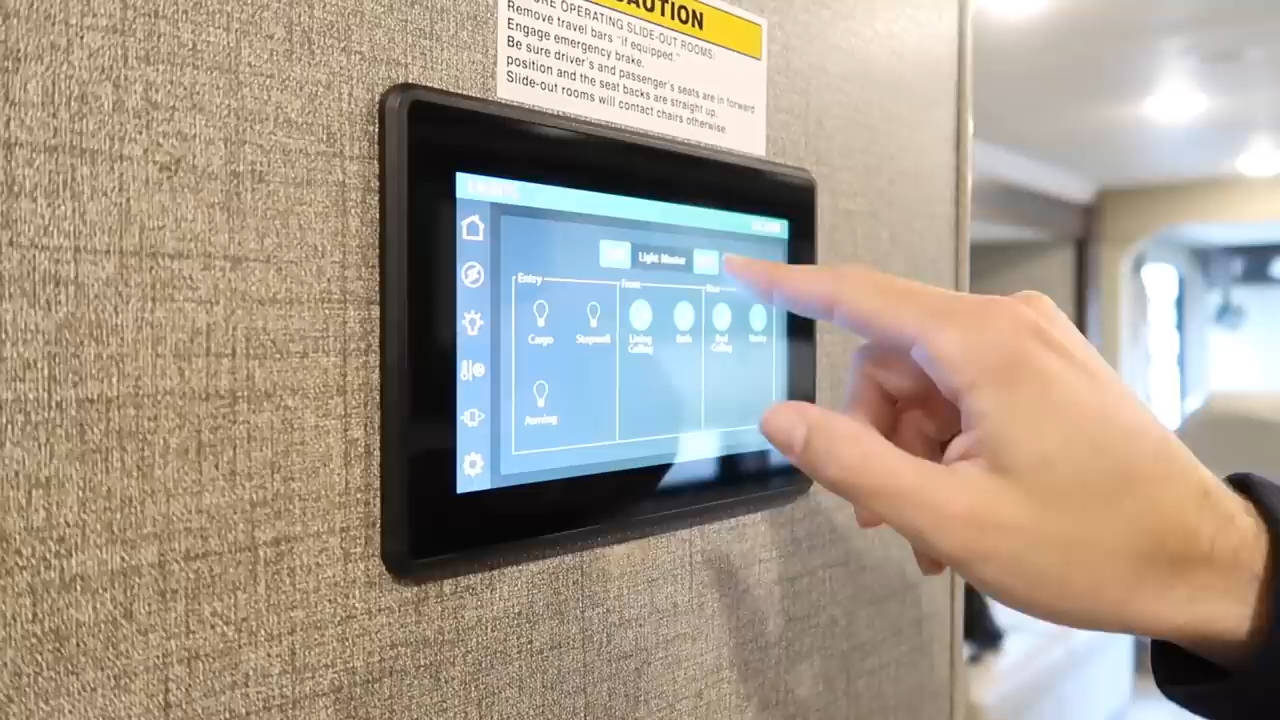 CAUTION
OPERATING SLIDE-OUT ROOMS:
Remove travel bars "if equipped."
Engage emergency brake.
Be sure driver's and passenger's seats are in forward
position and the seat backs are straight up.
Slide-out rooms will contact chairs otherwise.
LIGHTS
Light Master
Entry Front Rear
Cargo Stepwell Living Bath Bed
Ceiling Ceiling
Awning